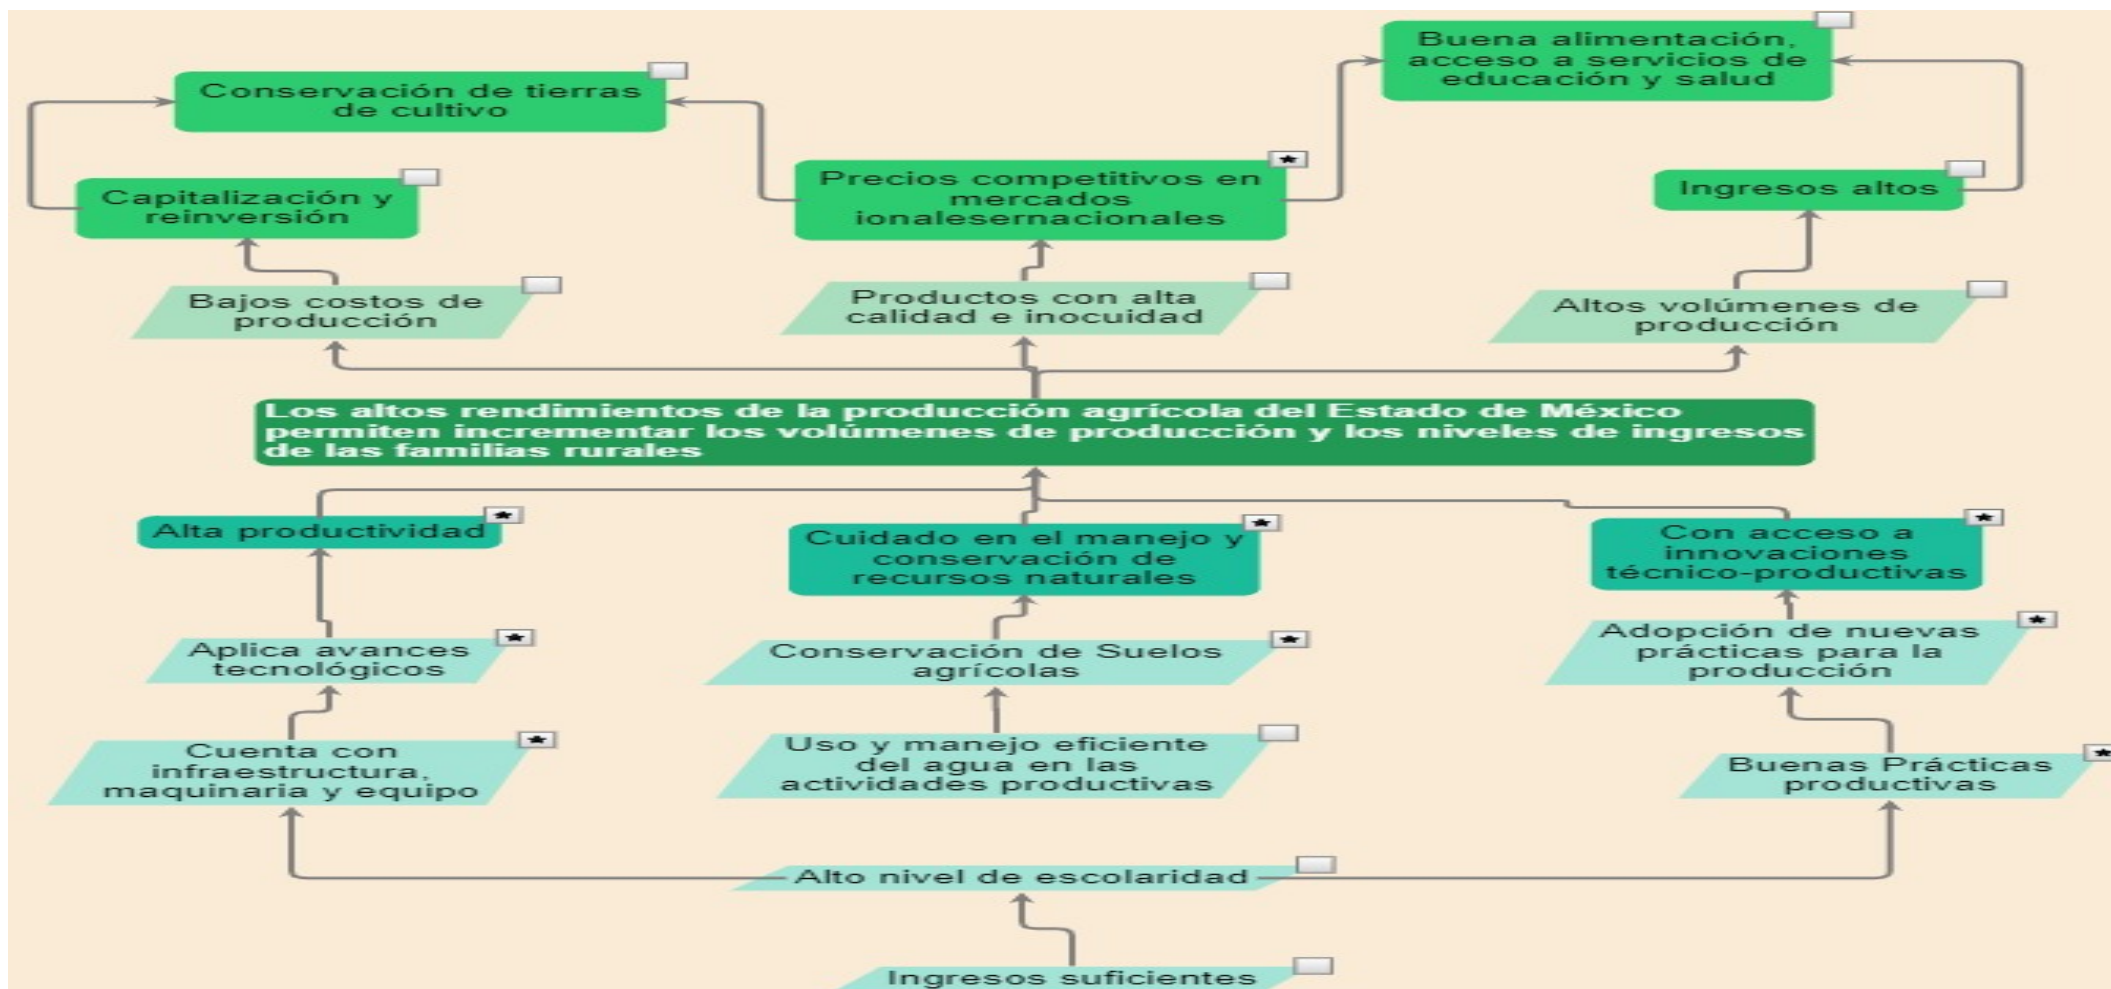 Buena alimentación,
acceso a servicios de
educación y salud
Conservación de tierras
de cultivo
Precios competitivos en
mercados
ionalesernacionales
Capitalización y
reinversión
Ingresos altos
Bajos costos de
producción
Productos con alta
calidad e inocuidad
Altos volúmenes de
producción
Los altos rendimientos de la producción agrícola del Estado de México
permiten incrementar los volúmenes de producción y los niveles de ingresos
de las familias rurales
Alta productividad
Cuidado en el manejo y
conservación de
recursos naturales
Con acceso a
innovaciones
técnico-productivas
Aplica avances
tecnológicos
Conservación de Suelos
agrícolas
Adopción de nuevas
prácticas para la
producción
Cuenta con
infraestructura,
maquinaria y equipo
Uso y manejo eficiente
del agua en las
actividades productivas
Buenas Prácticas
productivas
Alto nivel de escolaridad
Ingresos suficientes